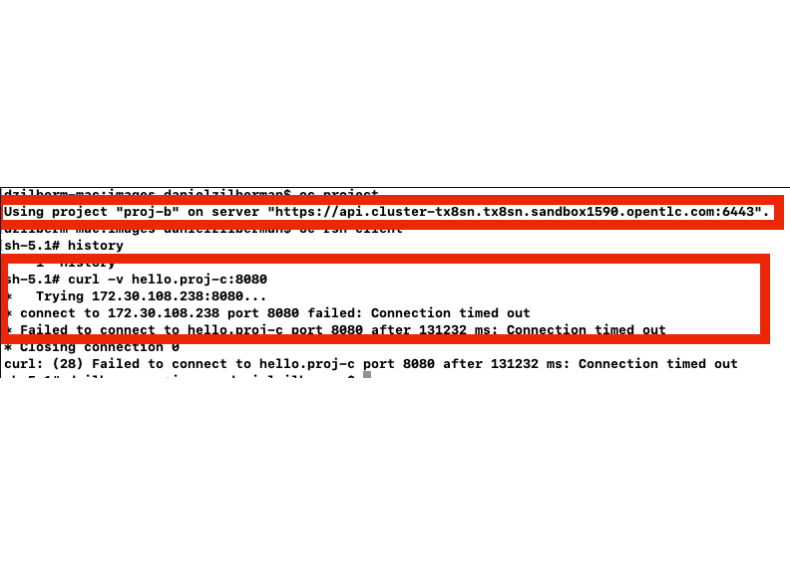 dzilberm-mac:images danielzilberman$ oc project
Using project "proj-b" on server "https://api.cluster-tx8sn.tx8sn.sandbox1590.opentlc.com:6443".
dzilberm-mac:images danielzilberman$ oc rsh client
sh-5.1# history
1 history
sh-5.1# curl -v hello.proj-c:8080
* Trying 172.30.108.238:8080...
* connect to 172.30.108.238 port 8080 failed: Connection timed out
* Failed to connect to hello.proj-c port 8080 after 131232 ms: Connection timed out
* Closing connection 0
curl: (28) Failed to connect to hello.proj-c port 8080 after 131232 ms: Connection timed out